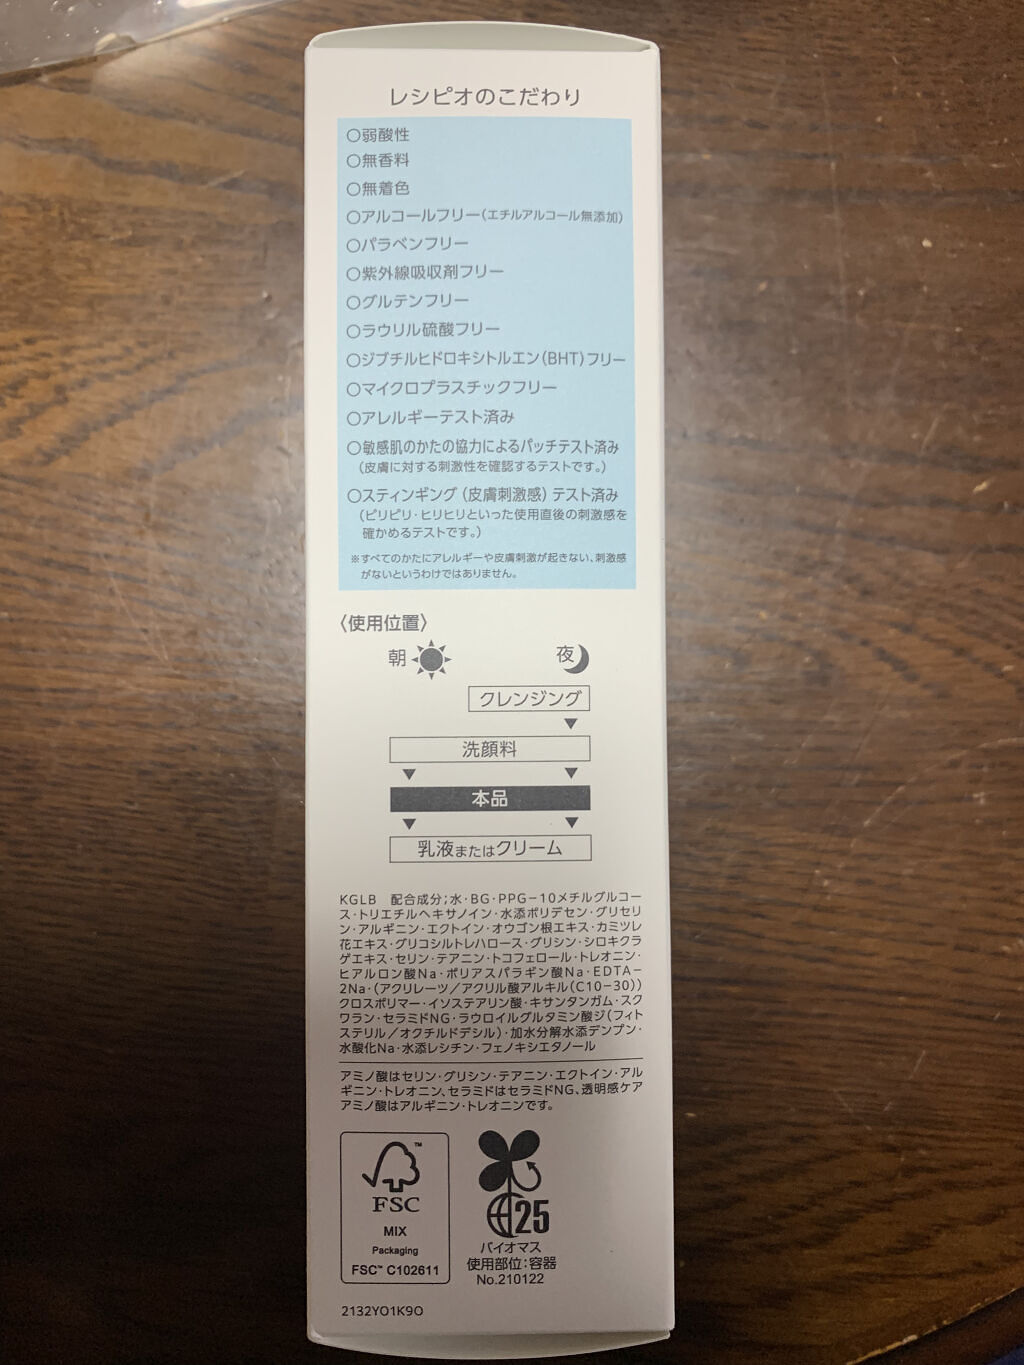 レシピオのこだわり
○弱酸性
○無香料
○無着色
○アルコールフリー(エチルアルコール無添加)
○パラベンフリー
○紫外線吸収剤フリー
○グルテンフリー
○ラウリル硫酸フリー
○ジブチルヒドロキシトルエン(BHT)フリー
○マイクロプラスチックフリー
○アレルギーテスト済み
○敏感肌のかたの協力によるパッチテスト済み
(皮膚に対する刺激性を確認するテストです。)
○スティンギング(皮膚刺激感)テスト済み
(ピリピリ・ヒリヒリといった使用直後の刺激感を
確かめるテストです。)
※すべてのかたにアレルギーや皮膚刺激が起きない、刺激感
がないというわけではありません。
〈使用位置〉
朝 夜
クレンジング
洗顔料
本品
乳液またはクリーム
KGLB 配合成分;水・BG・PPG-10メチルグルコー
ス・トリエチルヘキサノイン・水添ポリデセン・グリセリ
ン・アルギニン・エクトイン・オウゴン根エキス・カミツレ
花エキス・グリコシルトレハロース・グリシン・シロキクラ
ゲエキス・セリン・テアニン・トコフェロール・トレオニン・
ヒアルロン酸Na・ポリアスパラギン酸Na・EDTA-
2Na・(アクリレーツ/アクリル酸アルキル(C10-30))
クロスポリマー・イソステアリン酸・キサンタンガム・スク
ワラン・セラミドNG・ラウロイルグルタミン酸ジ(フィト
ステリル/オクチルドデシル)・加水分解水添デンプン・
水酸化Na・水添レシチン・フェノキシエタノール
アミノ酸はセリン・グリシン・テアニン・エクトイン・アル
ギニン・トレオニン、セラミドはセラミドNG、透明感ケア
アミノ酸はアルギニン・トレオニンです。
™
FSC
MIX
Packaging
FSC™ C102611
25
バイオマス
使用部位:容器
No.210122
2132YO1K9O